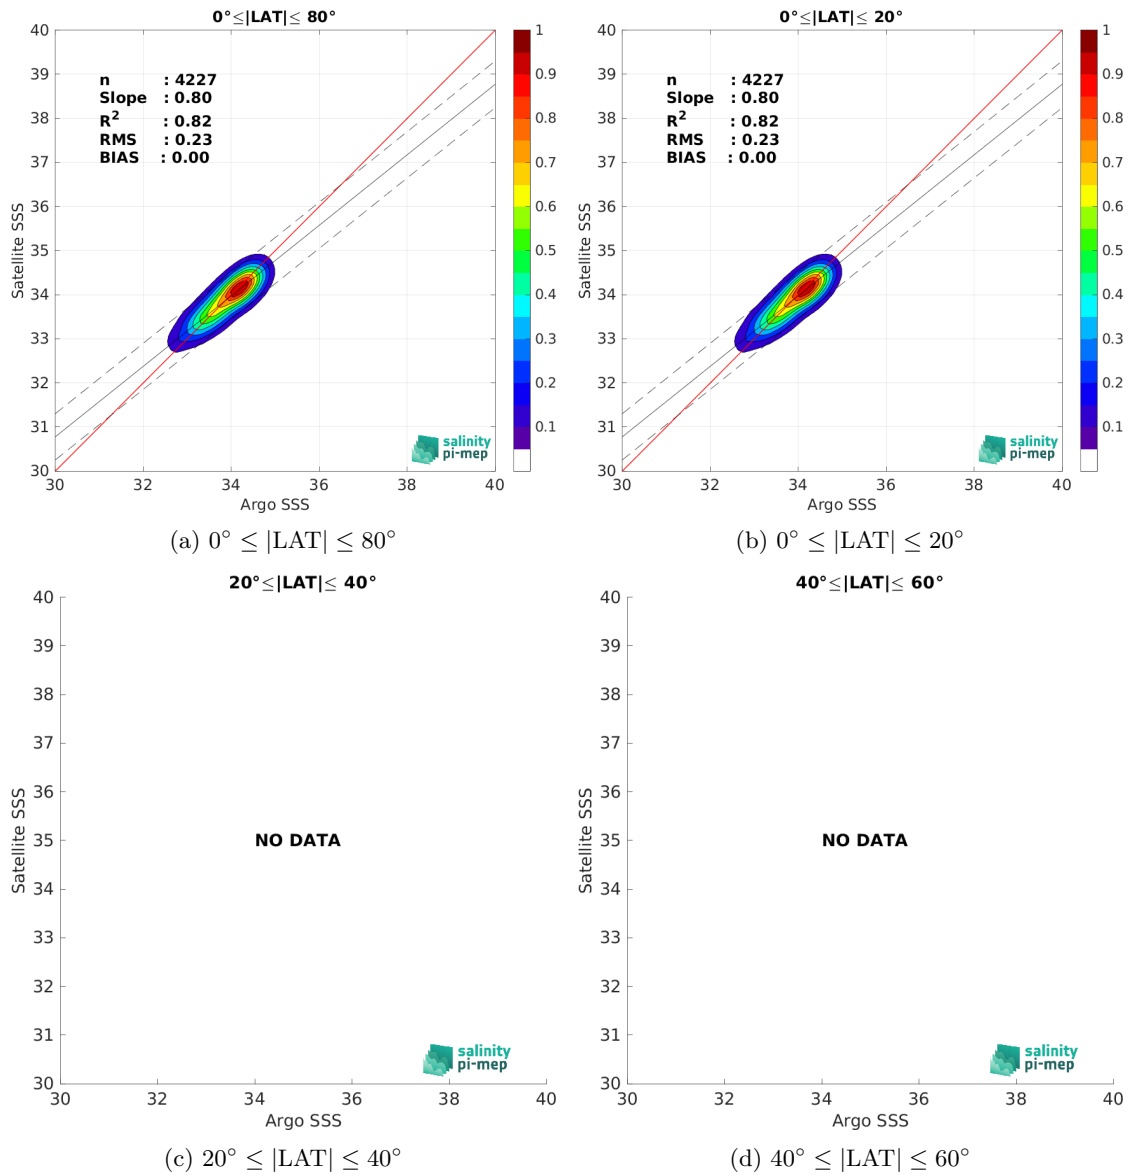 0°≤|LAT|≤ 80°
40
39
38
37
36
35
34
33
32
31
30
30
32
34
36
38
40
Satellite SSS
Argo SSS
n : 4227
Slope : 0.80
R² : 0.82
RMS : 0.23
BIAS : 0.00
1
0.9
0.8
0.7
0.6
0.5
0.4
0.3
0.2
0.1
salinity
pi-mep
(a) 0° ≤ |LAT| ≤ 80°
0°≤|LAT|≤ 20°
40
39
38
37
36
35
34
33
32
31
30
30
32
34
36
38
40
Satellite SSS
Argo SSS
n : 4227
Slope : 0.80
R² : 0.82
RMS : 0.23
BIAS : 0.00
1
0.9
0.8
0.7
0.6
0.5
0.4
0.3
0.2
0.1
salinity
pi-mep
(b) 0° ≤ |LAT| ≤ 20°
20°≤|LAT|≤ 40°
40
39
38
37
36
35
34
33
32
31
30
30
32
34
36
38
40
Satellite SSS
Argo SSS
NO DATA
salinity
pi-mep
(c) 20° ≤ |LAT| ≤ 40°
40°≤|LAT|≤ 60°
40
39
38
37
36
35
34
33
32
31
30
30
32
34
36
38
40
Satellite SSS
Argo SSS
NO DATA
salinity
pi-mep
(d) 40° ≤ |LAT| ≤ 60°